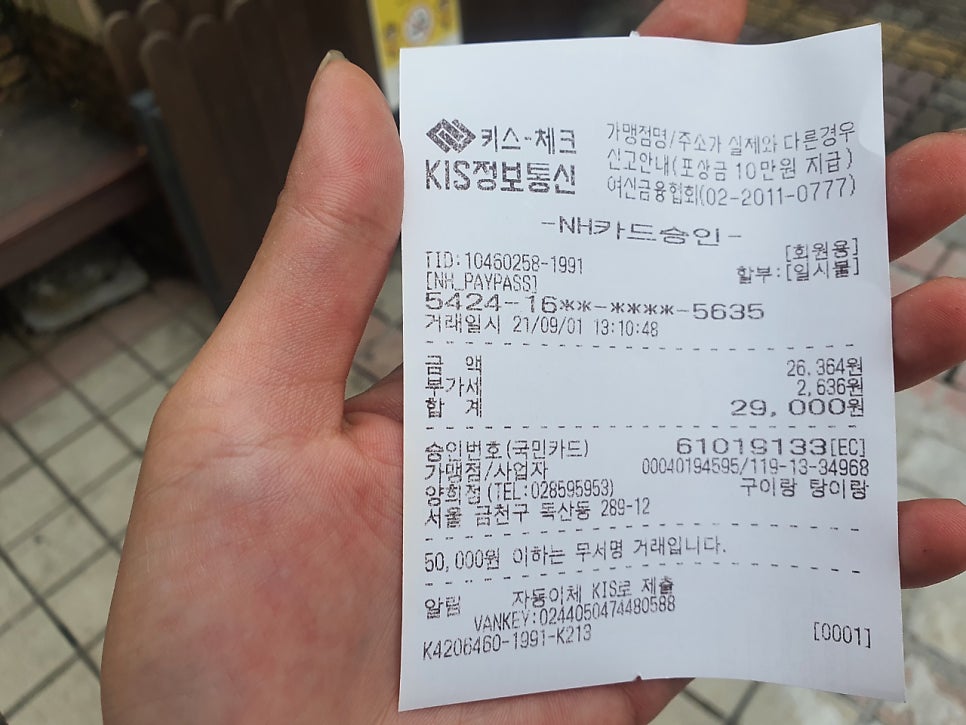 키스-체크
KIS정보통신
가맹점명/주소가 실제와 다른경우
신고안내(포상금 10만원 지급)
여신금융협회(02-2011-0777)
-NH카드승인-
[회원용]
TID:10460258-1991
할부:[일시불]
[NH_PAYPASS]
5424-16**-****-5635
거래일시 21/09/01 13:10:48
금 액 26,364원
부가세 2,636원
합 계 29,000원
승인번호(국민카드) 61019133[EC]
가맹점/사업자 00040194595/119-13-34968
양희정(TEL:028595953) 구이랑 탕이랑
서울 금천구 독산동 289-12
50,000원 이하는 무서명 거래입니다.
알림 자동이체 KIS로 제출
VANKEY:0244050474480588
K4206460-1991-K213 [0001]